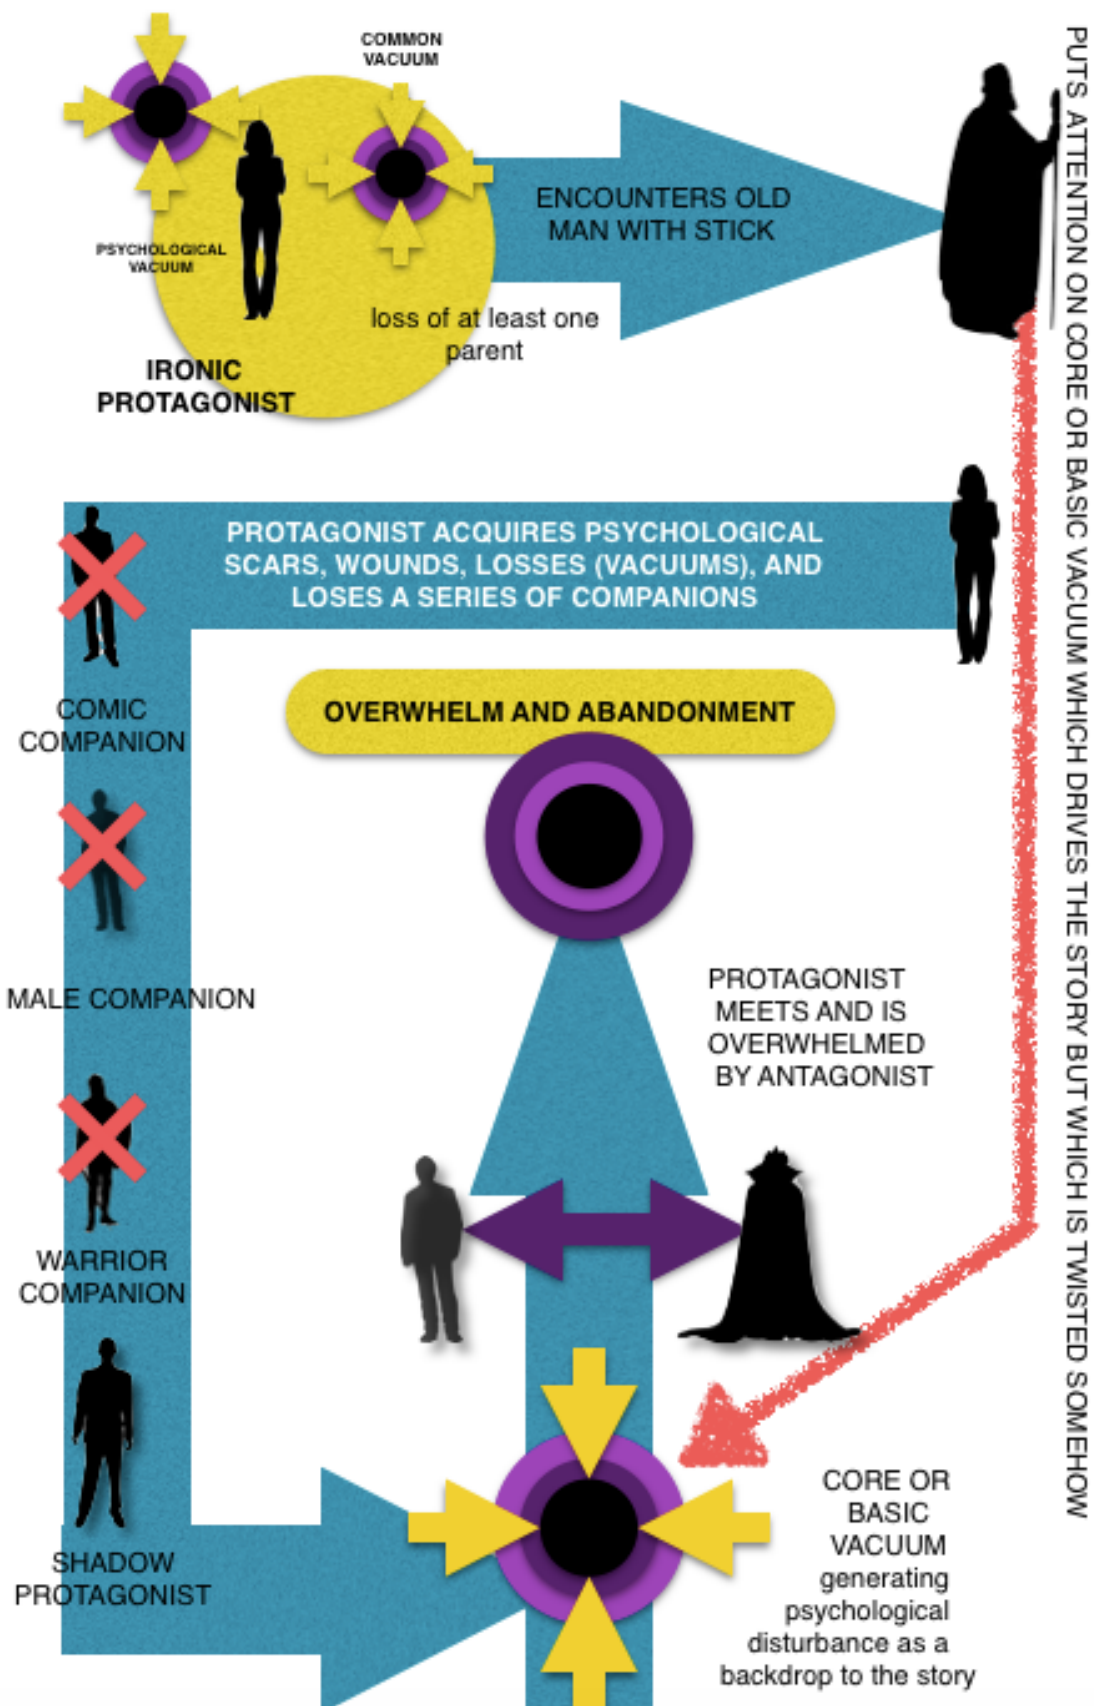 COMMON
VACUUM
PSYCHOLOGICAL
VACUUM
IRONIC
PROTAGONIST
loss of at least one
parent
ENCOUNTERS OLD
MAN WITH STICK
PUTS ATTENTION ON CORE OR BASIC VACUUM WHICH DRIVES THE STORY BUT WHICH IS TWISTED SOMEHOW
PROTAGONIST ACQUIRES PSYCHOLOGICAL
SCARS, WOUNDS, LOSSES (VACUUMS), AND
LOSES A SERIES OF COMPANIONS
COMIC
COMPANION
MALE COMPANION
WARRIOR
COMPANION
SHADOW
PROTAGONIST
OVERWHELM AND ABANDONMENT
PROTAGONIST
MEETS AND IS
OVERWHELMED
BY ANTAGONIST
CORE OR
BASIC
VACUUM
generating
psychological
disturbance as a
backdrop to the story